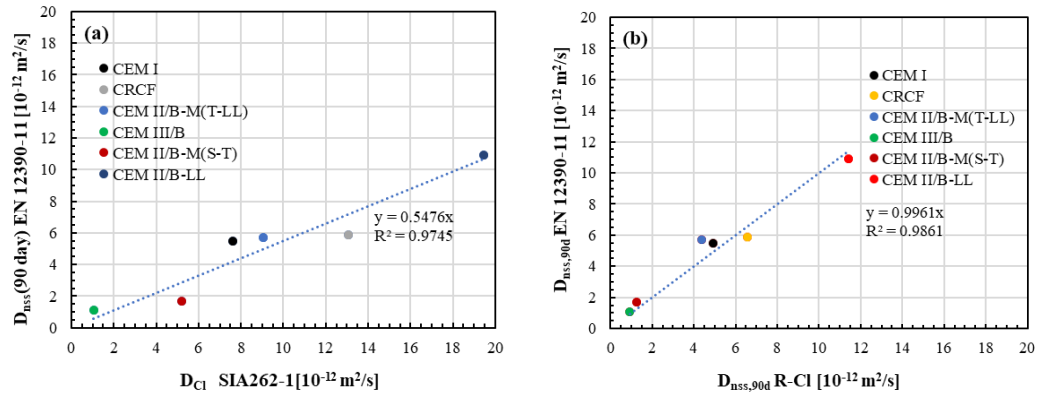 (a)
D_nss(90 day) EN 12390-11 [10^-12 m²/s]
20
18
16
14
12
10
8
6
4
2
0
CEM I
CRCF
CEM II/B-M(T-LL)
CEM III/B
CEM II/B-M(S-T)
CEM II/B-LL
y = 0.5476x
R² = 0.9745
0 2 4 6 8 10 12 14 16 18 20
D_Cl SIA262-1[10^-12 m²/s]
(b)
D_nss,90d EN 12390-11 [10^-12 m²/s]
20
18
16
14
12
10
8
6
4
2
0
CEM I
CRCF
CEM II/B-M(T-LL)
CEM III/B
CEM II/B-M(S-T)
CEM II/B-LL
y = 0.9961x
R² = 0.9861
0 2 4 6 8 10 12 14 16 18 20
D_nss,90d R-Cl [10^-12 m²/s]